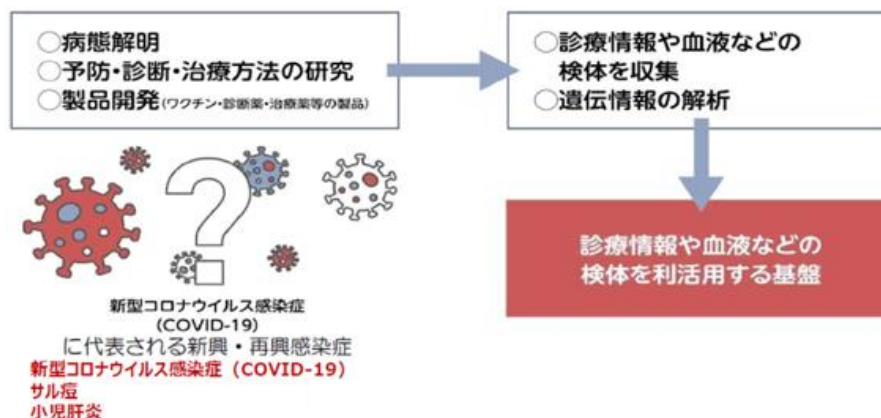 ○病態解明
○予防・診断・治療方法の研究
○製品開発(ワクチン・診断薬・治療薬等の製品)
○診療情報や血液などの
検体を収集
○遺伝情報の解析
診療情報や血液などの
検体を利活用する基盤
?
新型コロナウイルス感染症
(COVID-19)
に代表される新興・再興感染症
新型コロナウイルス感染症（COVID-19）
サル痘
小児肝炎